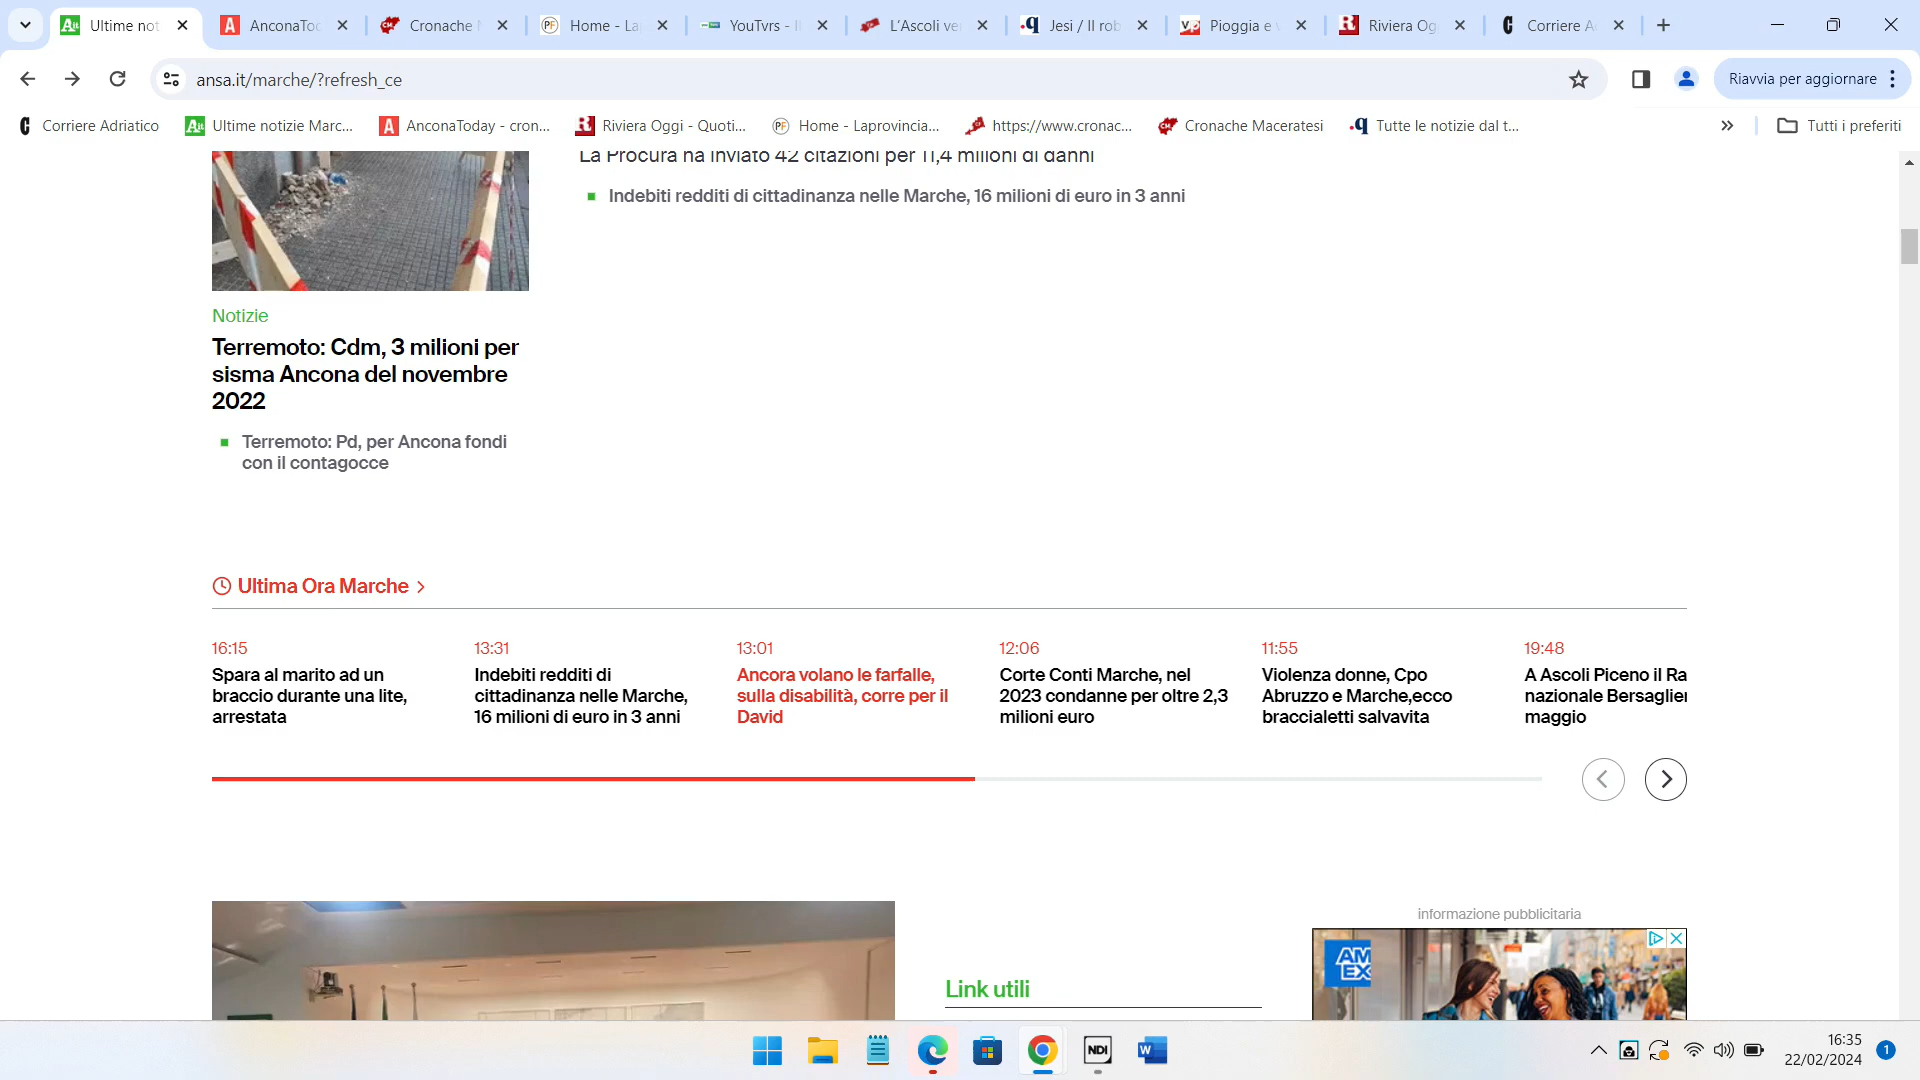 Ultime not
AnconaTod
Cronache M
Home - La
YouTvrs - Il
L'Ascoli ve
Jesi / Il rob
Pioggia e v
Riviera Og
Corriere A
ansa.it/marche/?refresh_ce
Riavvia per aggiornare
Corriere Adriatico
Ultime notizie Marc...
AnconaToday - cron...
Riviera Oggi - Quoti...
Home - Laprovincia...
https://www.cronac...
Cronache Maceratesi
Tutte le notizie dal t...
Tutti i preferiti
La Procura ha inviato 42 citazioni per 11,4 milioni di danni
Indebiti redditi di cittadinanza nelle Marche, 16 milioni di euro in 3 anni
Notizie
Terremoto: Cdm, 3 milioni per
sisma Ancona del novembre
2022
Terremoto: Pd, per Ancona fondi
con il contagocce
Ultima Ora Marche
16:15
Spara al marito ad un
braccio durante una lite,
arrestata
13:31
Indebiti redditi di
cittadinanza nelle Marche,
16 milioni di euro in 3 anni
13:01
Ancora volano le farfalle,
sulla disabilità, corre per il
David
12:06
Corte Conti Marche, nel
2023 condanne per oltre 2,3
milioni euro
11:55
Violenza donne, Cpo
Abruzzo e Marche,ecco
braccialetti salvavita
19:48
A Ascoli Piceno il Ra
nazionale Bersaglier
maggio
informazione pubblicitaria
AM
EX
Link utili
NDI
W
16:35
22/02/2024
1